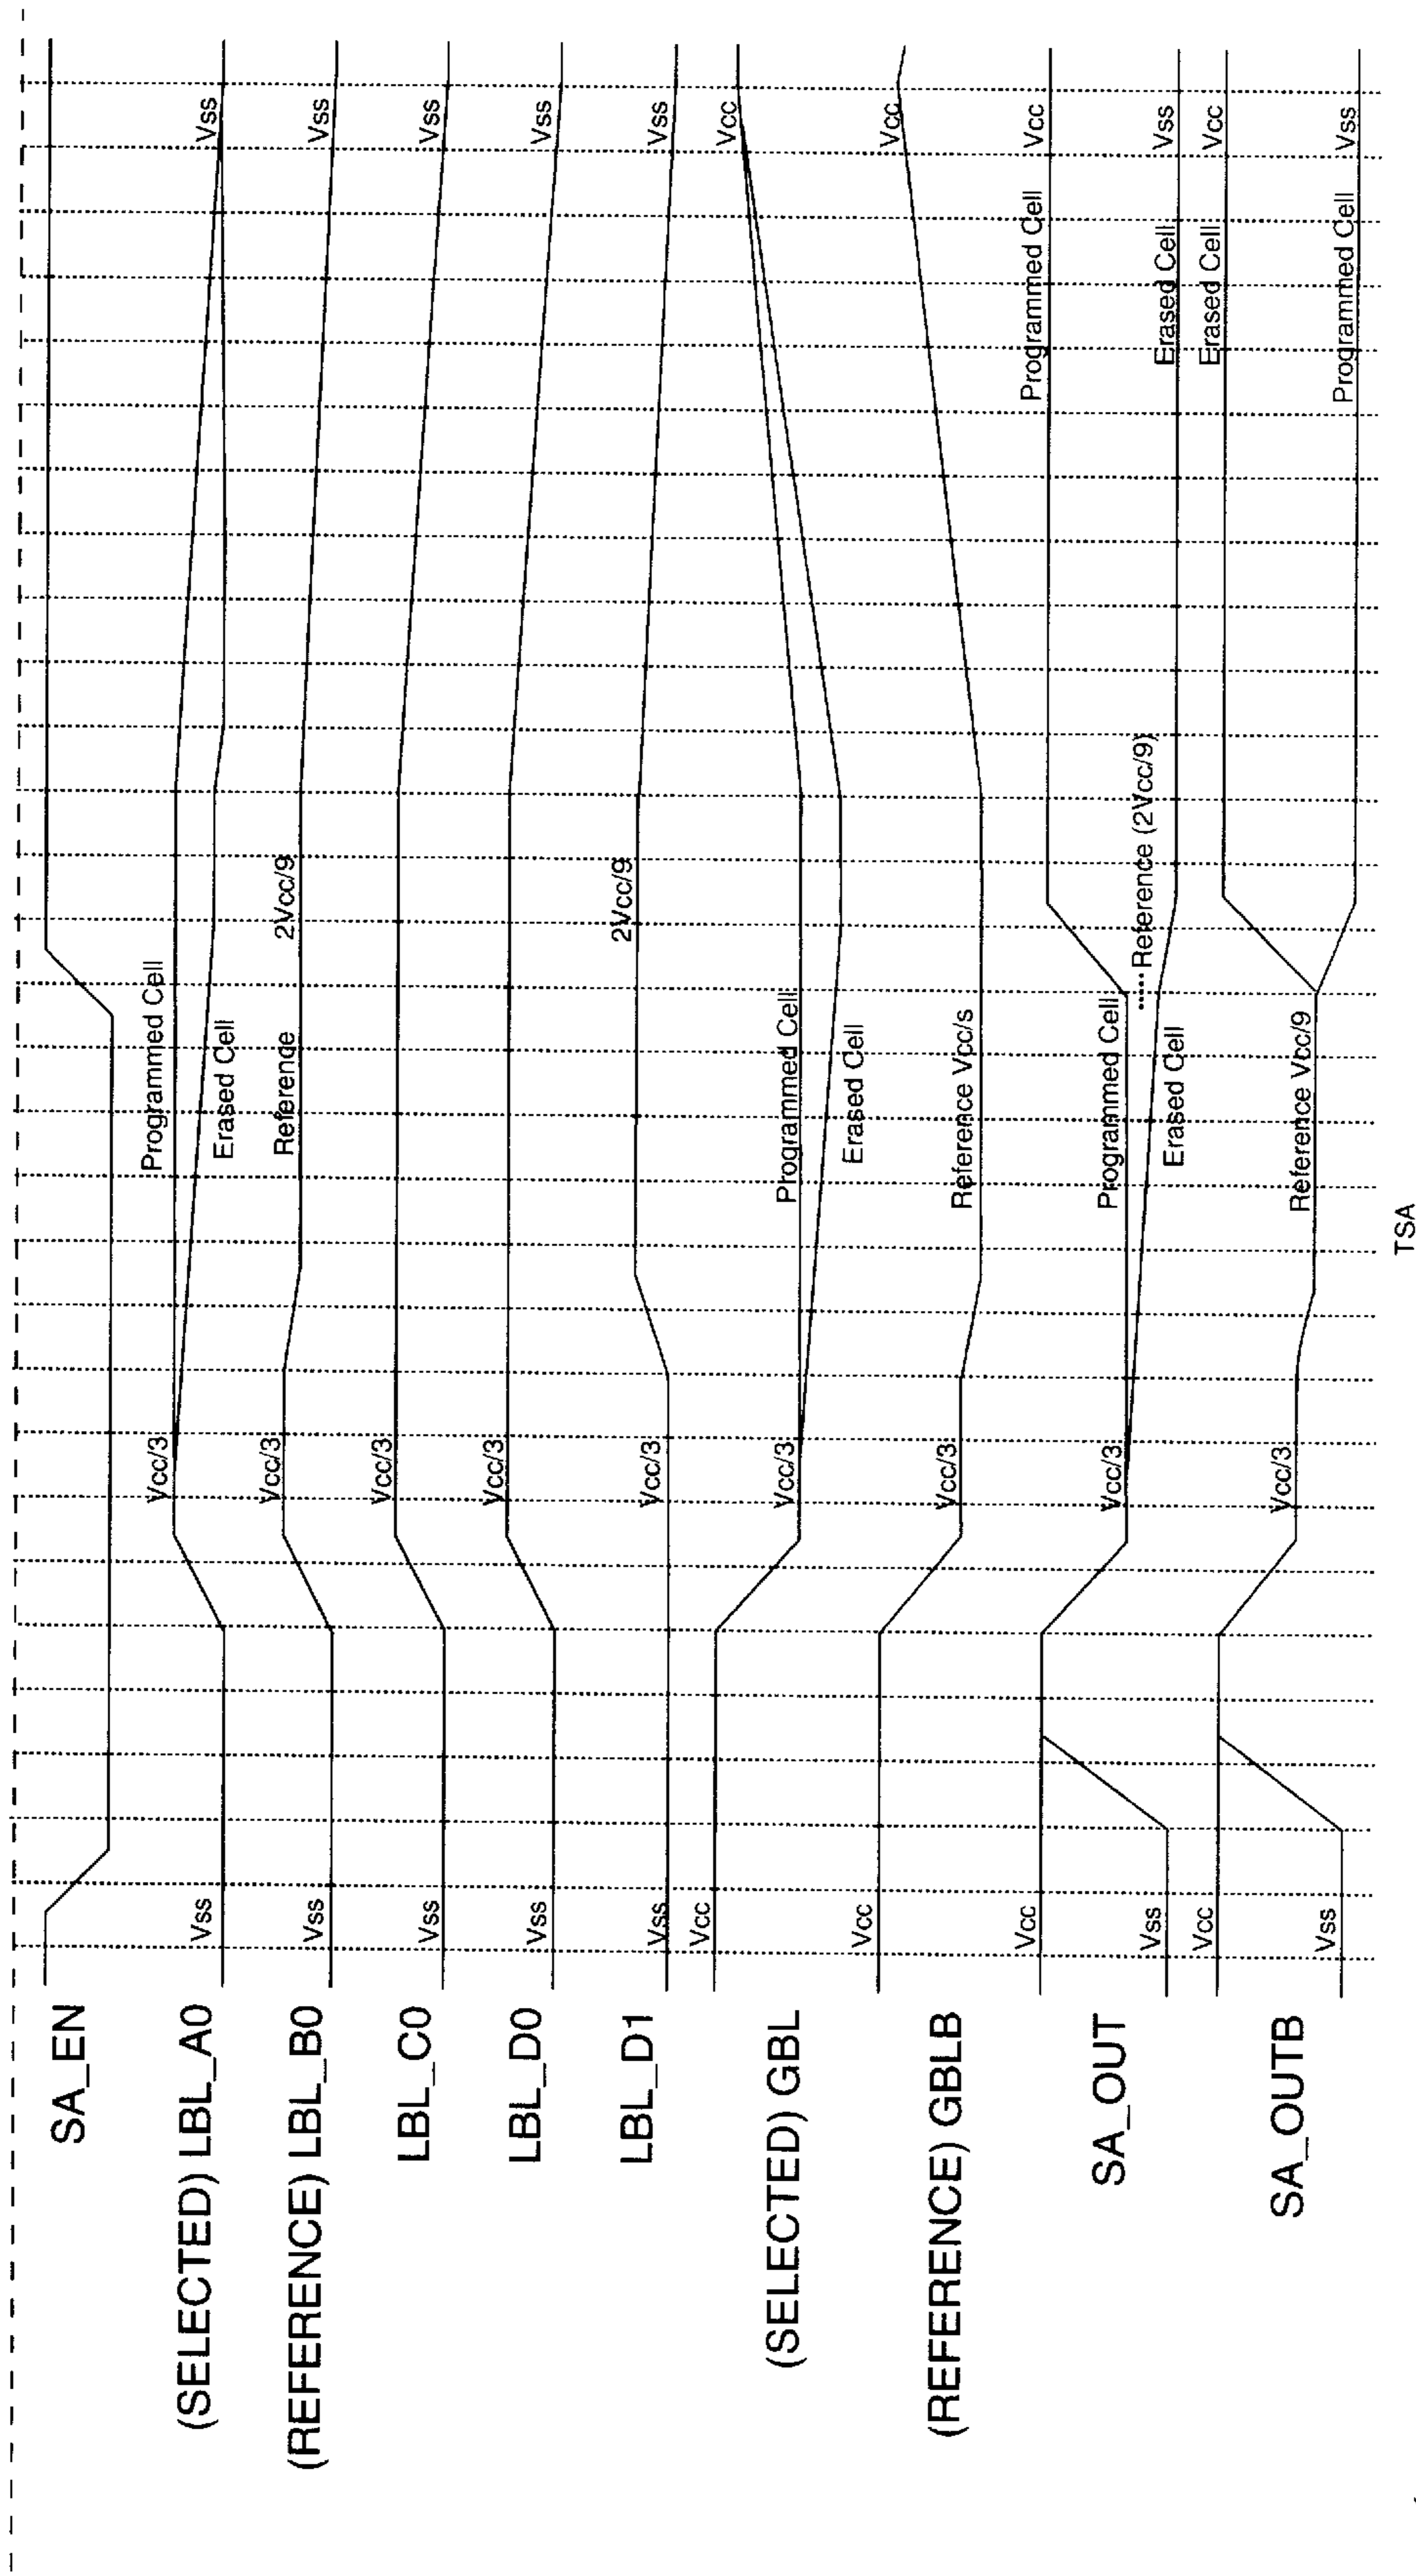 SA_EN
(SELECTED) LBL_A0
Vss
Vcc/3
Programmed Cell
Erased Cell
Vss
(REFERENCE) LBL_B0
Vss
Vcc/3
Reference
2Vcc/9
Vss
LBL_C0
Vss
Vcc/3
Vss
LBL_D0
Vss
Vcc/3
Vss
LBL_D1
Vss
Vcc/3
2Vcc/9
Vss
(SELECTED) GBL
Vcc
Vcc/3
Programmed Cell
Erased Cell
Vcc
(REFERENCE) GBLB
Vcc
Vcc/3
Reference Vcc/s
Vcc
SA_OUT
Vcc
Vss
Vcc/3
Programmed Cell
Erased Cell
Reference (2Vcc/9)
Programmed Cell
Vcc
Erased Cell
Vss
SA_OUTB
Vcc
Vss
Vcc/3
Reference Vcc/9
Erased Cell
Vcc
Programmed Cell
Vss
TSA